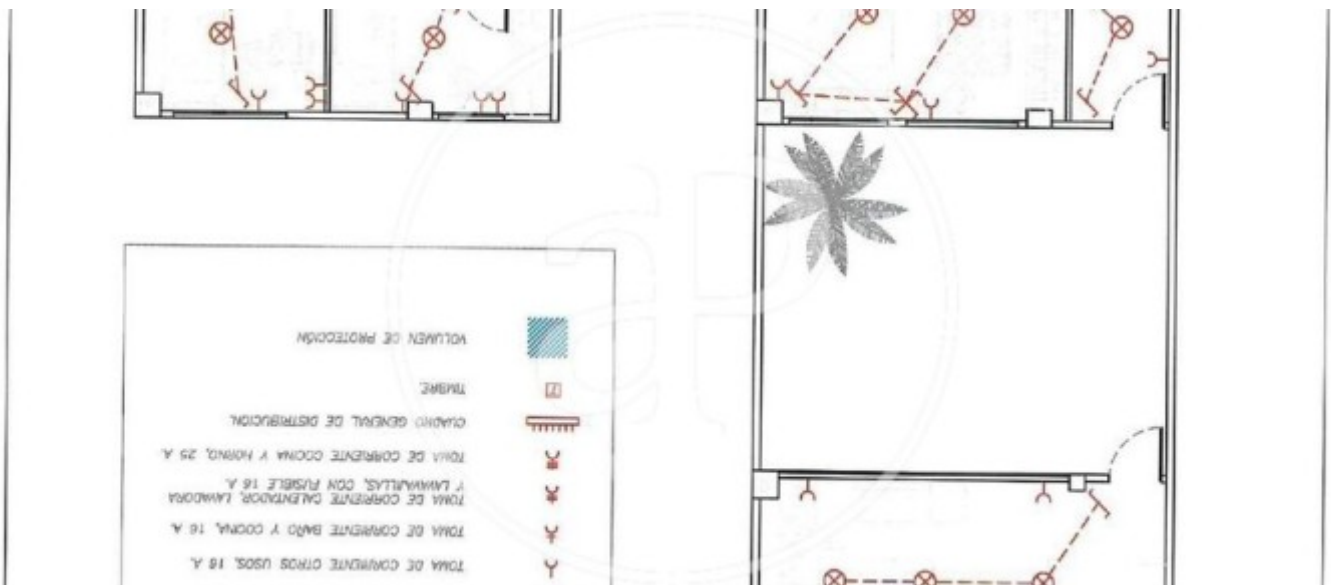 TOMA DE CORRIENTE OTROS USOS, 16 A.
TOMA DE CORRIENTE BAÑO Y COCINA, 16 A.
TOMA DE CORRIENTE CALENTADOR, LAVADORA
Y LAVAVAJILLAS, CON FUSIBLE 16 A.
TOMA DE CORRIENTE COCINA Y HORNO, 25 A.
CUADRO GENERAL DE DISTRIBUCION.
TIMBRE.
VOLUMEN DE PROTECCIÓN